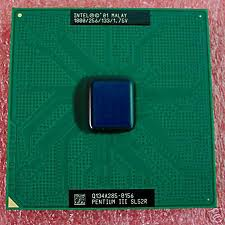 INTEL Ⓜ © '01 MALAY
1000/256/133/1.75V
Q134A285-0156
PENTIUM III SL52R